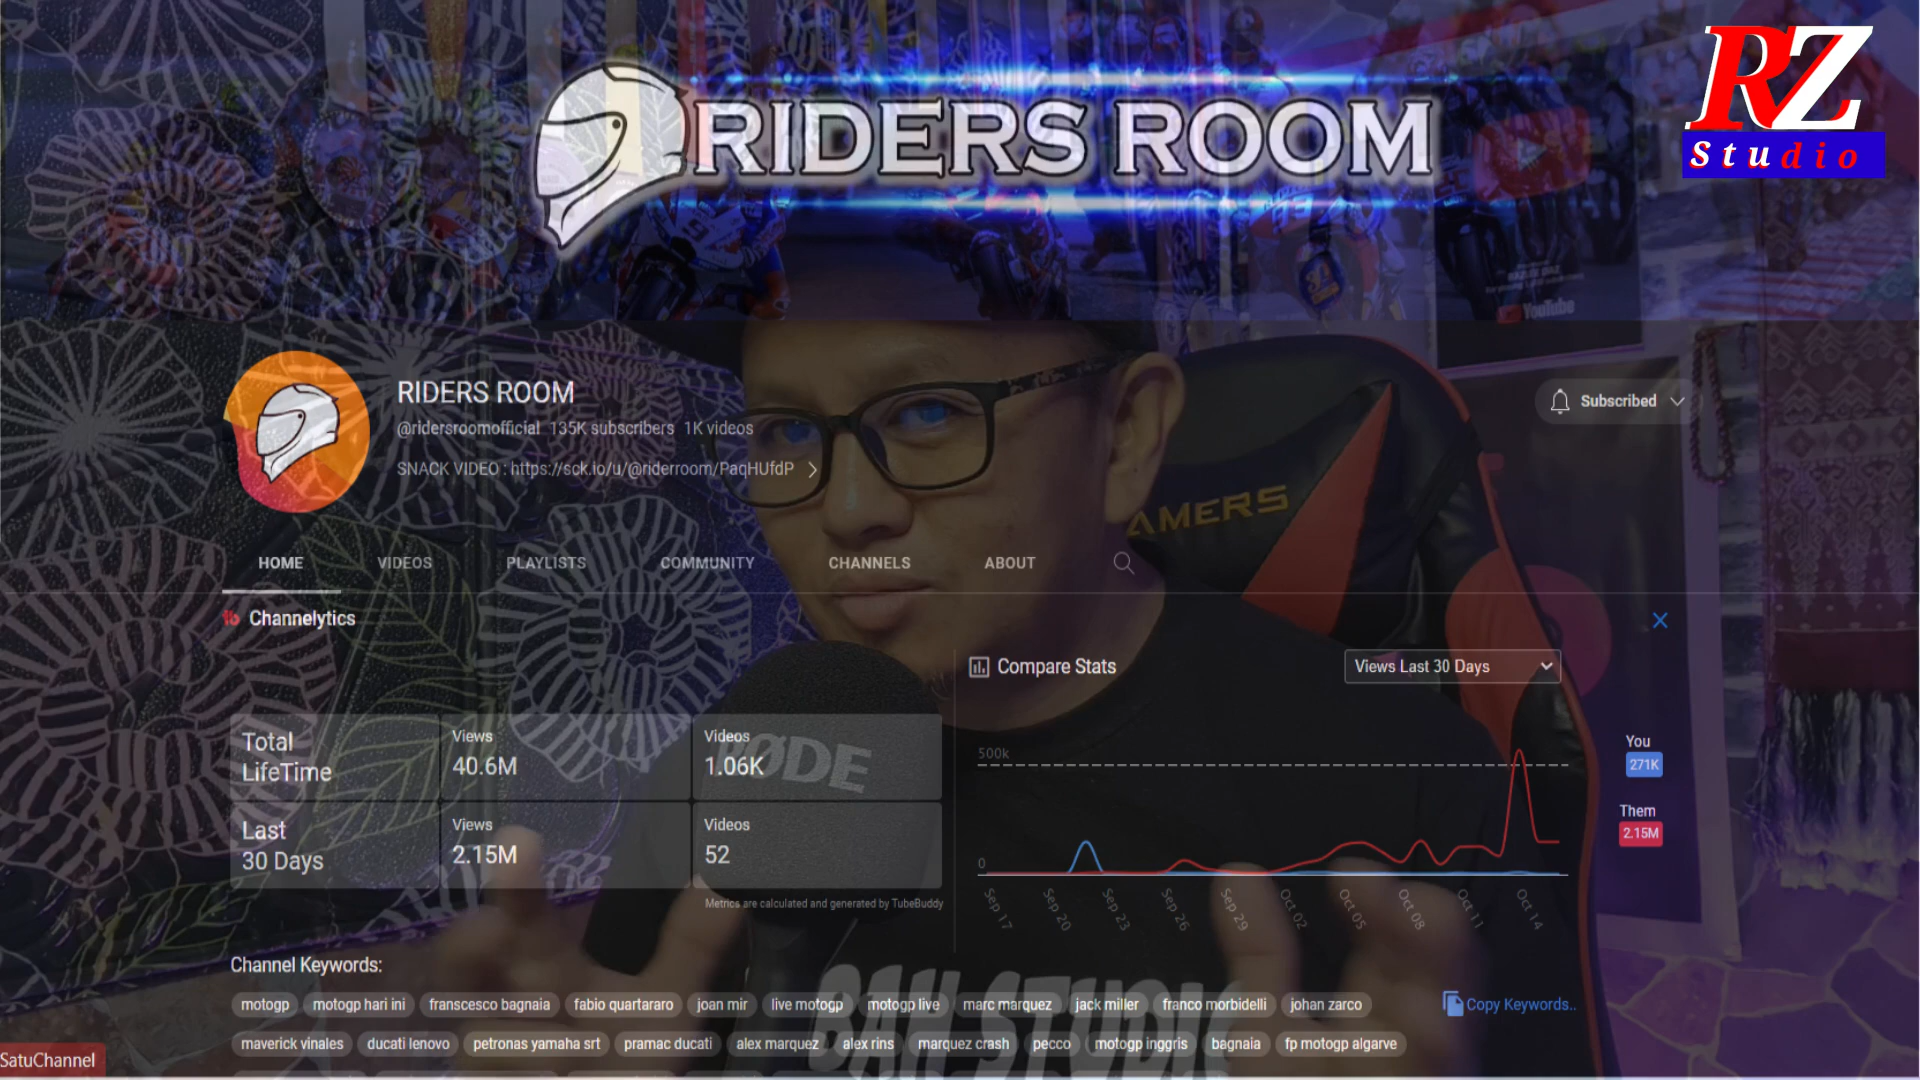 RIDERS ROOM
RZ
Studio
YouTube
RIDERS ROOM
@ridersroomofficial 135K subscribers 1K videos
Subscribed
SNACK VIDEO : https://sck.io/u/@riderroom/PaqHUfdP
AMERS
HOME VIDEOS PLAYLISTS COMMUNITY CHANNELS ABOUT
Channelytics
Compare Stats
Views Last 30 Days
Total
LifeTime
Views
40.6M
Videos
1.06K
RØDE
Last
30 Days
Views
2.15M
Videos
52
500k
0
Sep 17 Sep 20 Sep 23 Sep 26 Sep 29 Oct 02 Oct 05 Oct 08 Oct 11 Oct 14
You
271K
Them
2.15M
Metrics are calculated and generated by TubeBuddy
Channel Keywords:
motogp motogp hari ini franscesco bagnaia fabio quartararo joan mir live motogp motogp live marc marquez jack miller franco morbidelli johan zarco
Copy Keywords..
maverick vinales ducati lenovo petronas yamaha srt pramac ducati alex marquez alex rins marquez crash pecco motogp inggris bagnaia fp motogp algarve
BAH STUDIO
SatuChannel